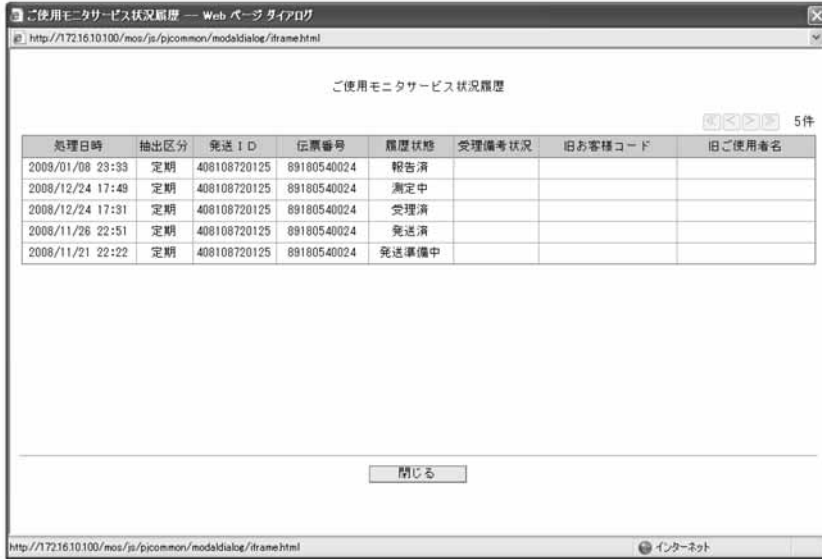 ご使用モニタサービス状況履歴 -- Web ページ ダイアログ
http://172.16.10.100/mos/js/pjcommon/modaldialog/iframe.html
ご使用モニタサービス状況履歴
≪ < > ≫ 5件
処理日時 抽出区分 発送ID 伝票番号 履歴状態 受理備考状況 旧お客様コード 旧ご使用者名
2009/01/08 23:33 定期 408108720125 89180540024 報告済
2008/12/24 17:49 定期 408108720125 89180540024 測定中
2008/12/24 17:31 定期 408108720125 89180540024 受理済
2008/11/26 22:51 定期 408108720125 89180540024 発送済
2008/11/21 22:22 定期 408108720125 89180540024 発送準備中
閉じる
http://172.16.10.100/mos/js/pjcommon/modaldialog/iframe.html インターネット